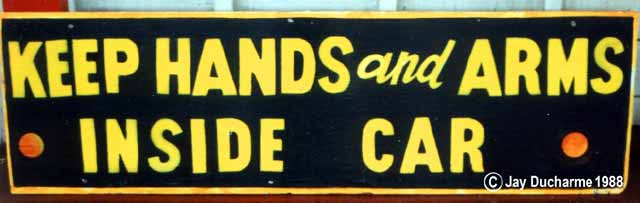 KEEP HANDS and ARMS
INSIDE CAR
© Jay Ducharme 1988